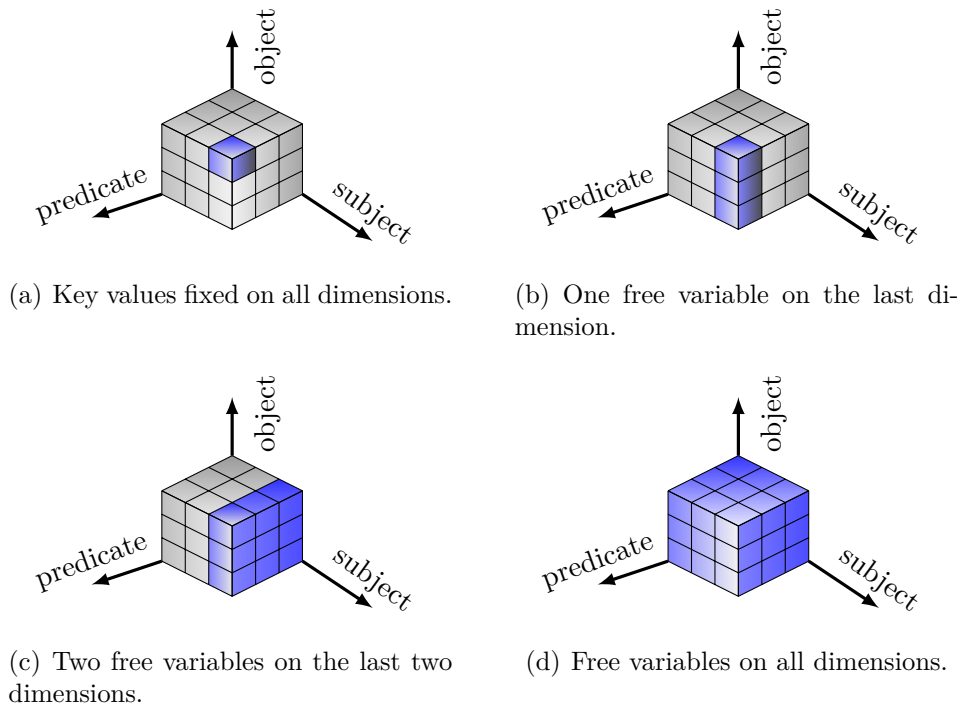 object
predicate
subject
object
predicate
subject
(a) Key values fixed on all dimensions.
(b) One free variable on the last di-
mension.
object
predicate
subject
object
predicate
subject
(c) Two free variables on the last two
dimensions.
(d) Free variables on all dimensions.